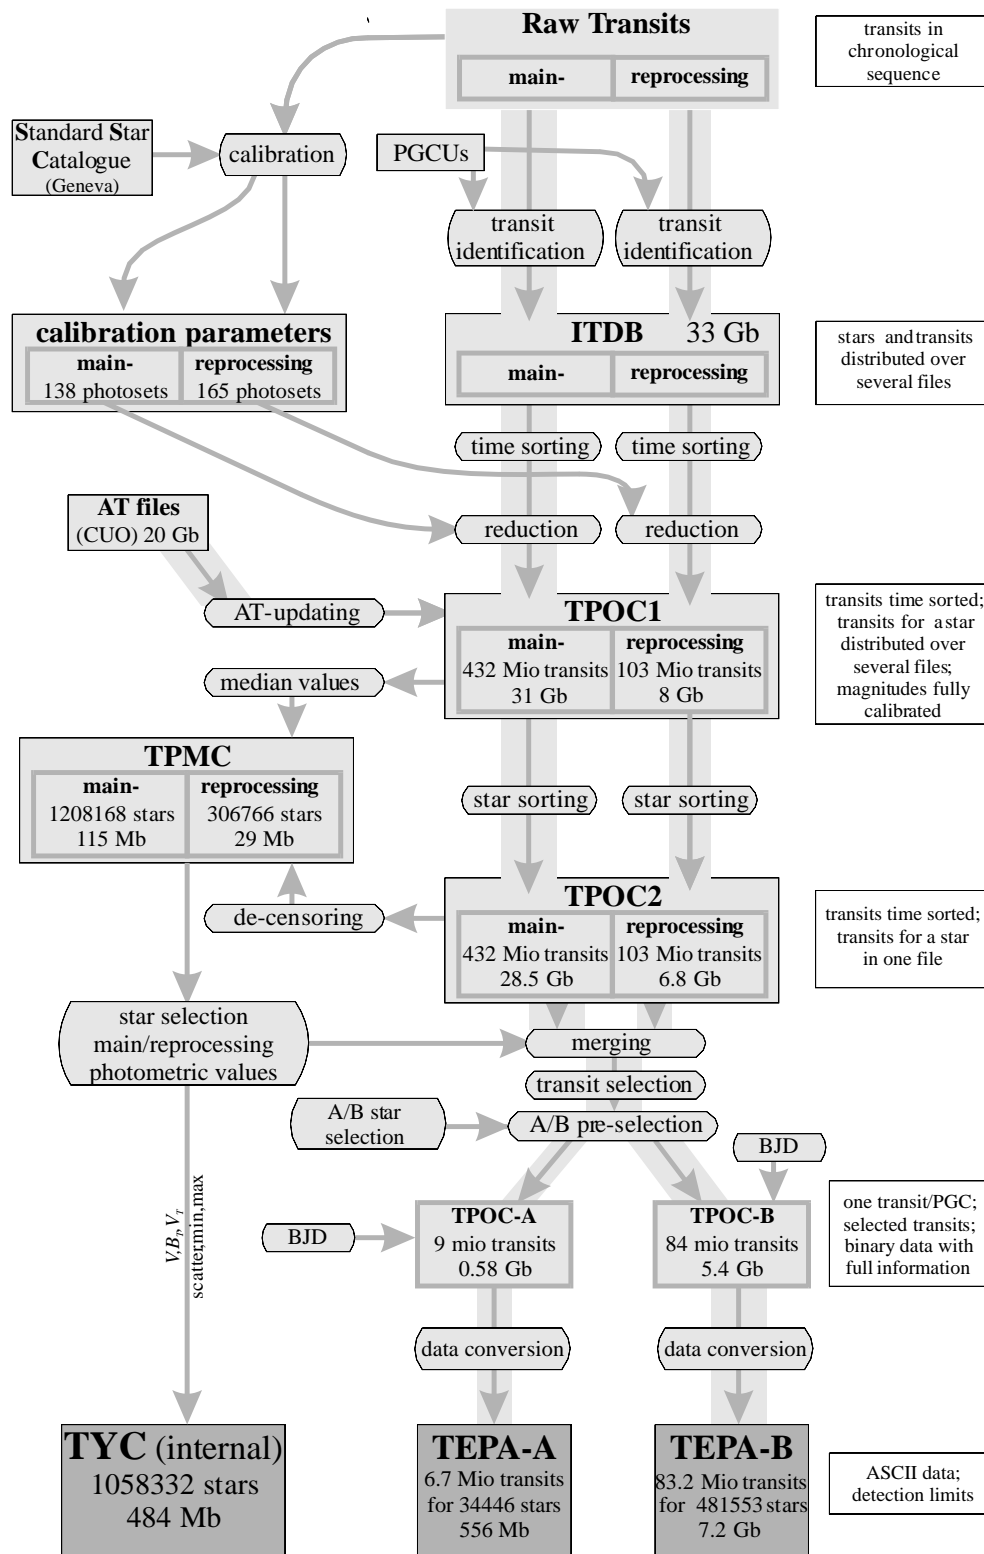 Raw Transits
main-
reprocessing
transits in
chronological
sequence
Standard Star
Catalogue
(Geneva)
calibration
PGCUs
transit
identification
transit
identification
calibration parameters
main-
138 photosets
reprocessing
165 photosets
ITDB 33 Gb
main-
reprocessing
stars and transits
distributed over
several files
time sorting
time sorting
AT files
(CUO) 20 Gb
reduction
reduction
AT-updating
TPOC1
main-
432 Mio transits
31 Gb
reprocessing
103 Mio transits
8 Gb
transits time sorted;
transits for a star
distributed over
several files;
magnitudes fully
calibrated
median values
TPMC
main-
1208168 stars
115 Mb
reprocessing
306766 stars
29 Mb
star sorting
star sorting
de-censoring
TPOC2
main-
432 Mio transits
28.5 Gb
reprocessing
103 Mio transits
6.8 Gb
transits time sorted;
transits for a star
in one file
star selection
main/reprocessing
photometric values
merging
transit selection
A/B star
selection
A/B pre-selection
BJD
V,BT,VT
scatter,min,max
BJD
TPOC-A
9 mio transits
0.58 Gb
TPOC-B
84 mio transits
5.4 Gb
one transit/PGC;
selected transits;
binary data with
full information
data conversion
data conversion
TYC (internal)
1058332 stars
484 Mb
TEPA-A
6.7 Mio transits
for 34446 stars
556 Mb
TEPA-B
83.2 Mio transits
for 481553 stars
7.2 Gb
ASCII data;
detection limits